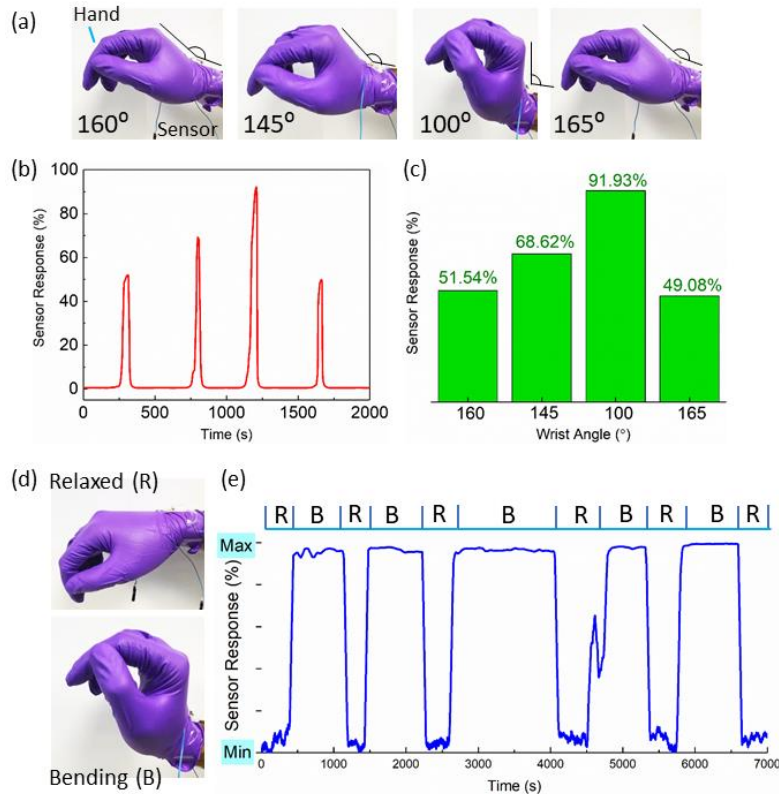 (a)
Hand
160° Sensor
145°
100°
165°
(b)
Sensor Response (%)
100
80
60
40
20
0
0 500 1000 1500 2000
Time (s)
(c)
Sensor Response (%)
51.54%
68.62%
91.93%
49.08%
160 145 100 165
Wrist Angle (°)
(d)
Relaxed (R)
Bending (B)
(e)
R B R B R B R B R B R
Max
Sensor Response (%)
Min
0 1000 2000 3000 4000 5000 6000 7000
Time (s)